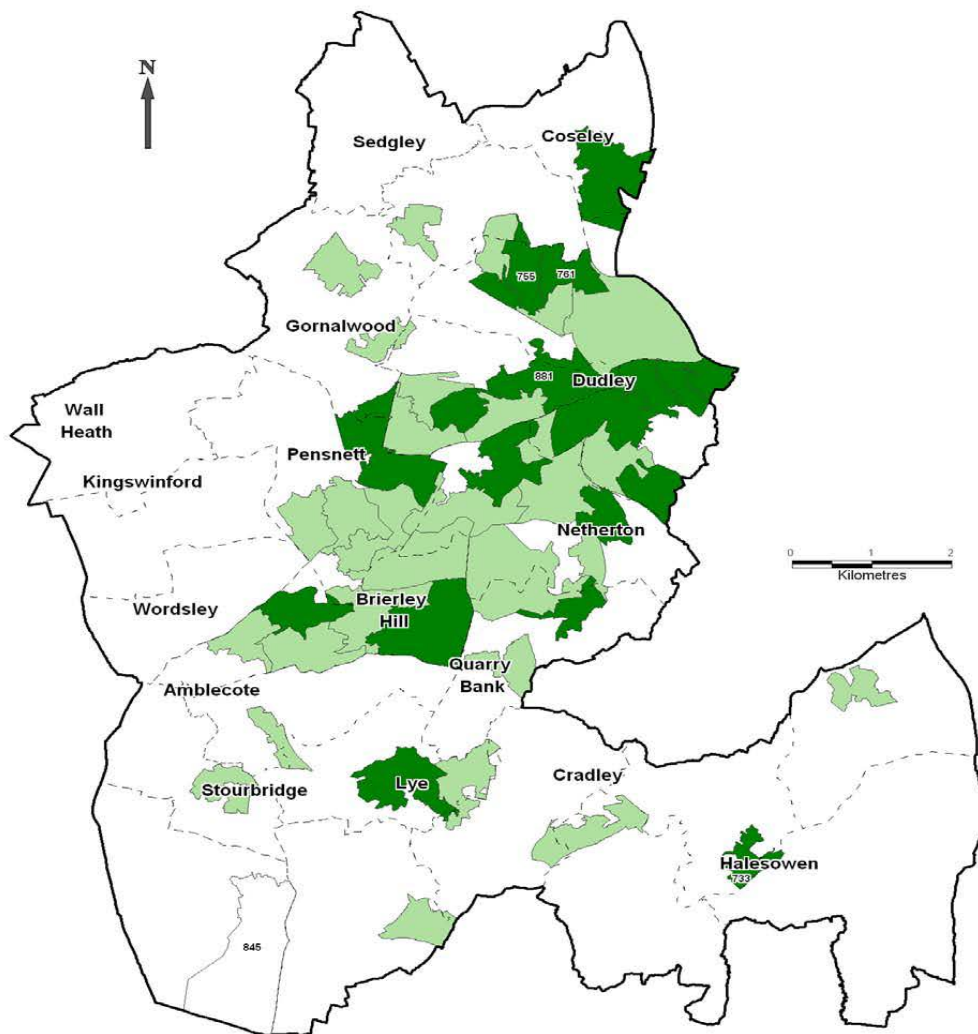 N
Sedgley
Coseley
755
761
Gornalwood
881
Dudley
Wall
Heath
Pensnett
Kingswinford
Netherton
0
1
2
Kilometres
Wordsley
Brierley
Hill
Quarry
Bank
Amblecote
Stourbridge
Lye
Cradley
Halesowen
733
845